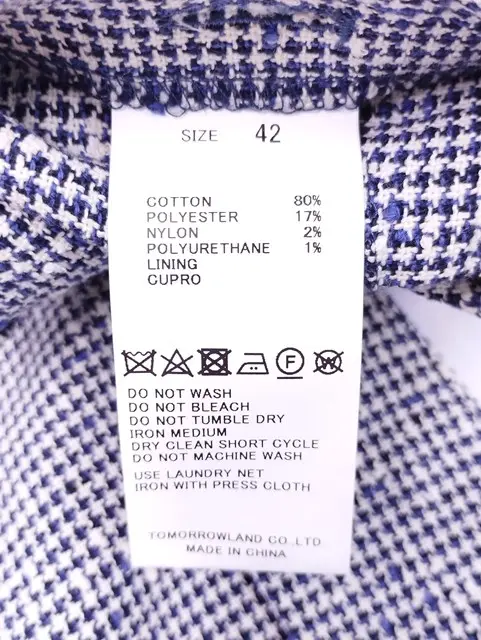 SIZE 42
COTTON 80%
POLYESTER 17%
NYLON 2%
POLYURETHANE 1%
LINING
CUPRO
F W
DO NOT WASH
DO NOT BLEACH
DO NOT TUMBLE DRY
IRON MEDIUM
DRY CLEAN SHORT CYCLE
DO NOT MACHINE WASH
USE LAUNDRY NET
IRON WITH PRESS CLOTH
TOMORROWLAND CO.,LTD
MADE IN CHINA